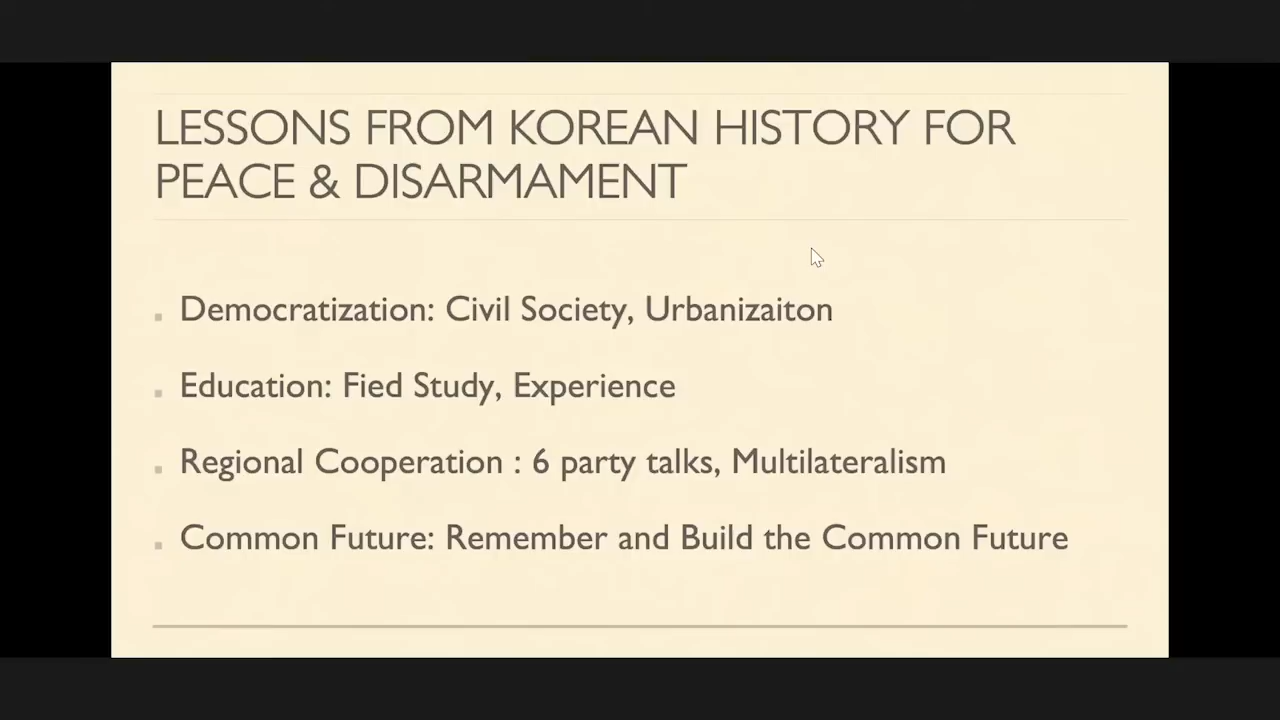 LESSONS FROM KOREAN HISTORY FOR
PEACE & DISARMAMENT
Democratization: Civil Society, Urbanizaiton
Education: Fied Study, Experience
Regional Cooperation : 6 party talks, Multilateralism
Common Future: Remember and Build the Common Future